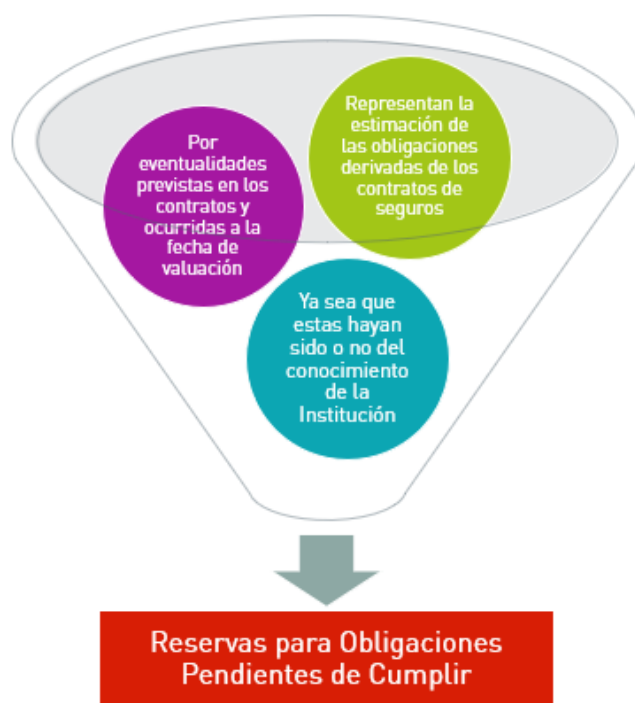 Representan la
estimación de
las obligaciones
derivadas de los
contratos de
seguros
Por
eventualidades
previstas en los
contratos y
ocurridas a la
fecha de
valuación
Ya sea que
estas hayan
sido o no del
conocimiento
de la
Institución
Reservas para Obligaciones
Pendientes de Cumplir